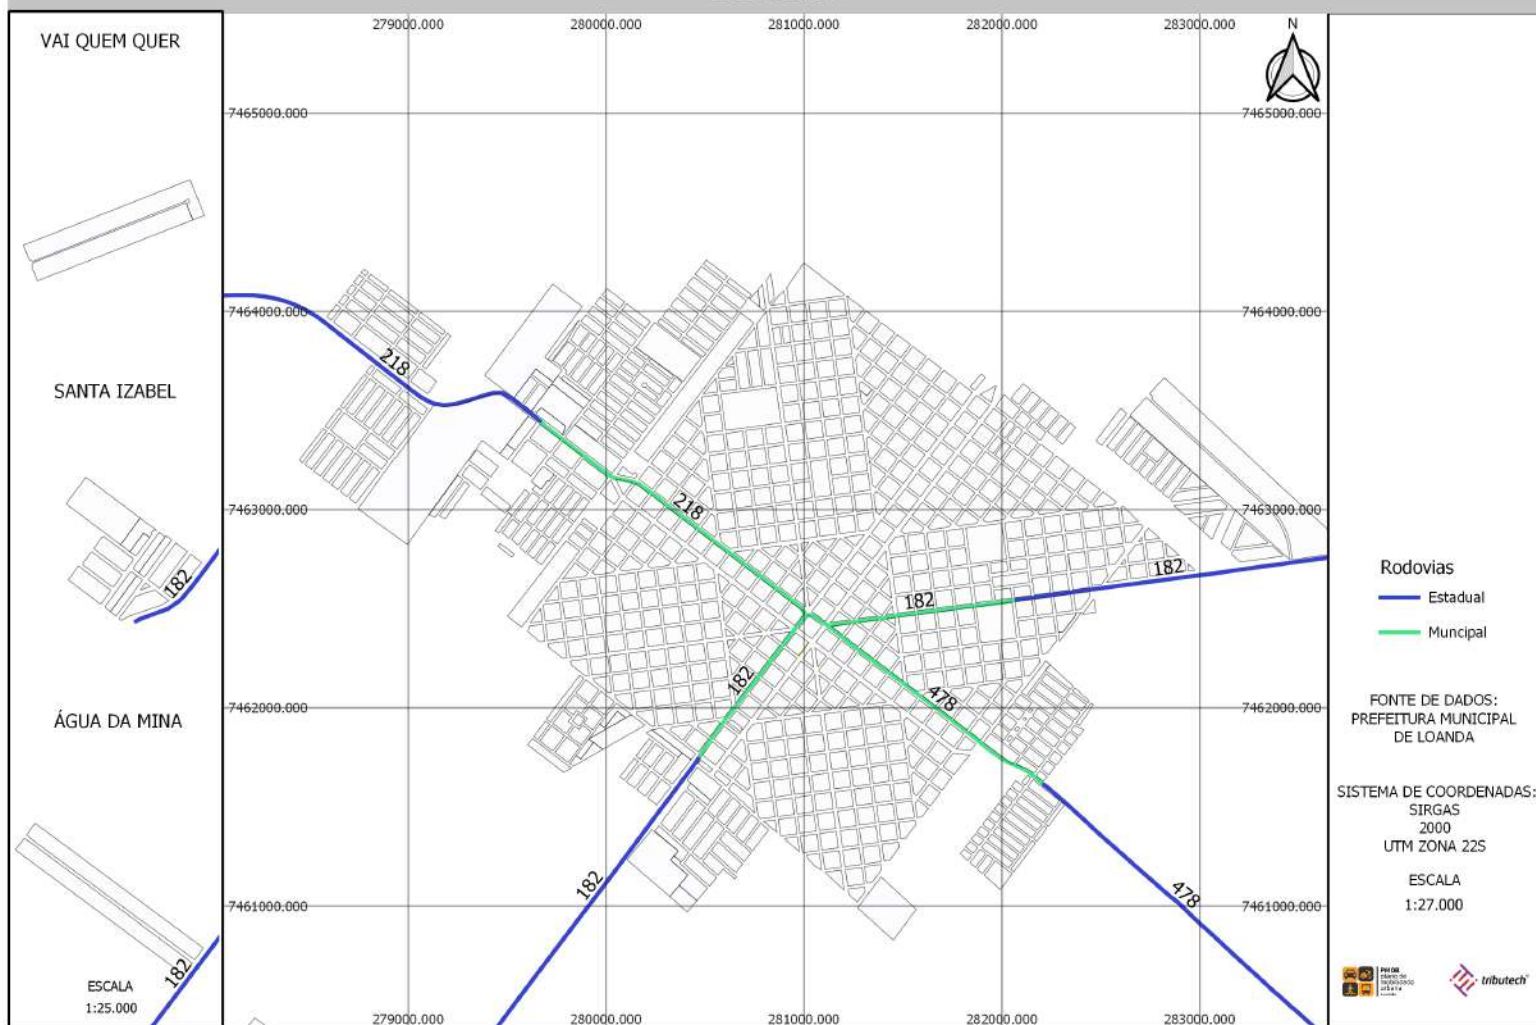 VAI QUEM QUER
SANTA IZABEL
182
ÁGUA DA MINA
182
ESCALA
1:25.000
279000.000
280000.000
281000.000
282000.000
283000.000
N
7465000.000
7465000.000
7464000.000
7464000.000
218
7463000.000
218
7463000.000
182
182
182
478
7462000.000
7462000.000
182
478
7461000.000
7461000.000
279000.000
280000.000
281000.000
282000.000
283000.000
Rodovias
Estadual
Muncipal
FONTE DE DADOS:
PREFEITURA MUNICIPAL
DE LOANDA
SISTEMA DE COORDENADAS:
SIRGAS
2000
UTM ZONA 22S
ESCALA
1:27.000
plano de
mobilidade
urbana
tributech